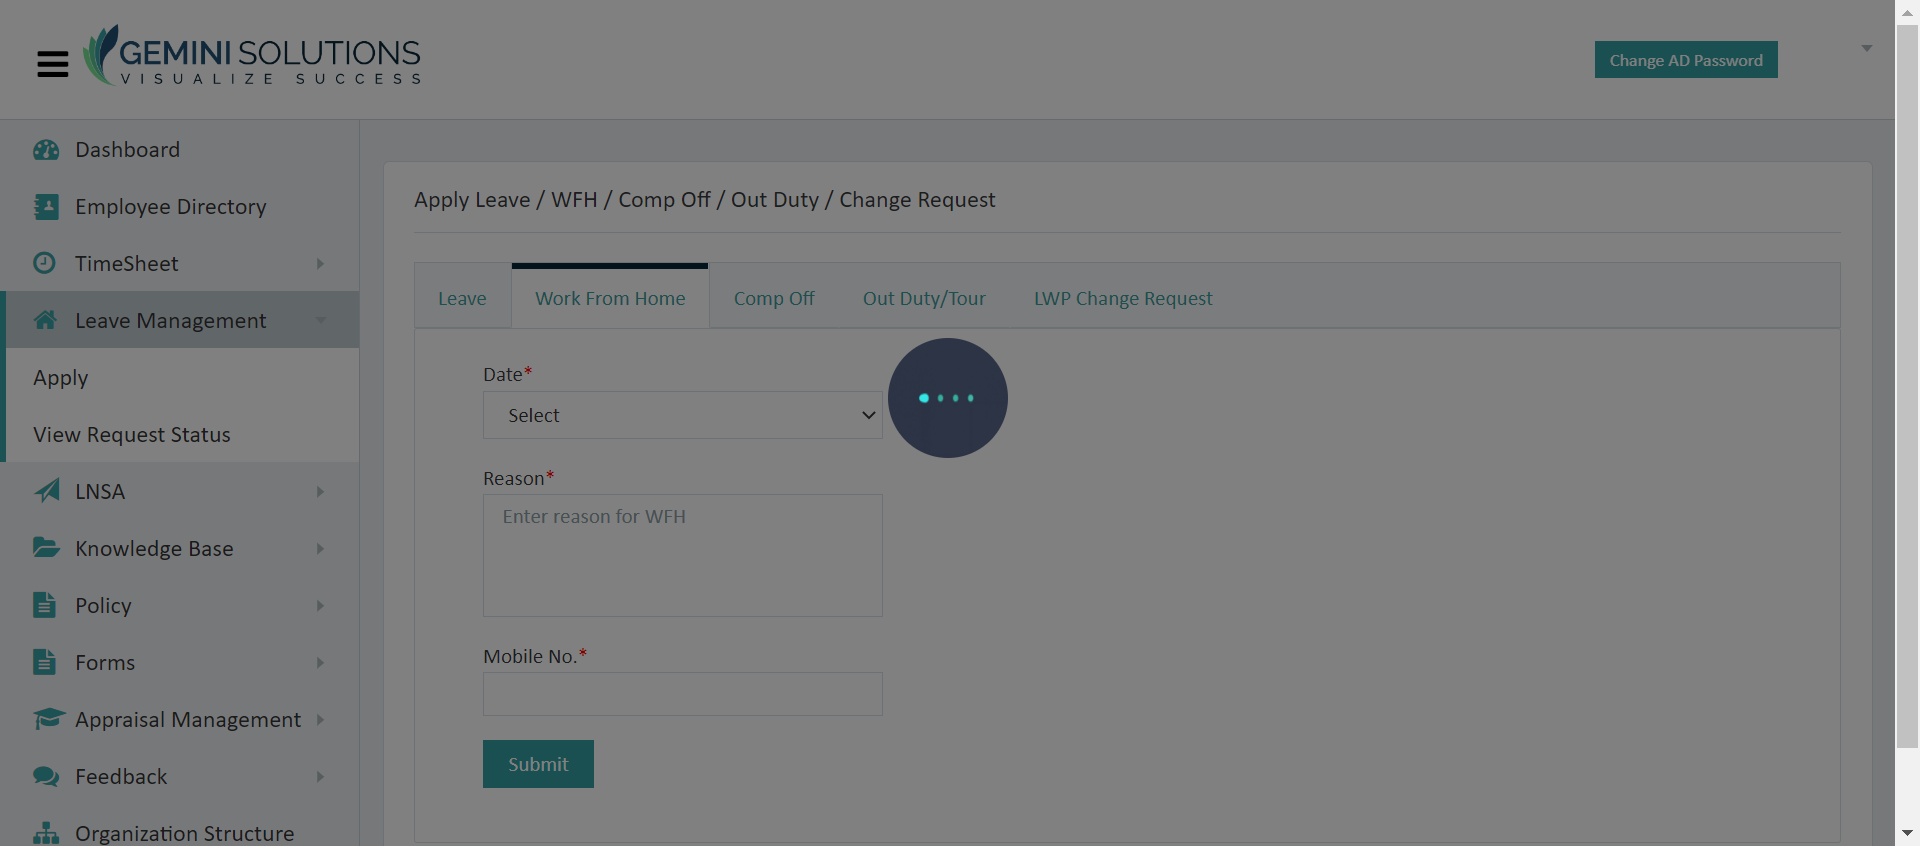 GEMINI SOLUTIONS
VISUALIZE SUCCESS
Change AD Password
Dashboard
Employee Directory
TimeSheet
Leave Management
Apply
View Request Status
LNSA
Knowledge Base
Policy
Forms
Appraisal Management
Feedback
Organization Structure
Apply Leave / WFH / Comp Off / Out Duty / Change Request
Leave Work From Home Comp Off Out Duty/Tour LWP Change Request
Date*
Select
Reason*
Enter reason for WFH
Mobile No.*
Submit